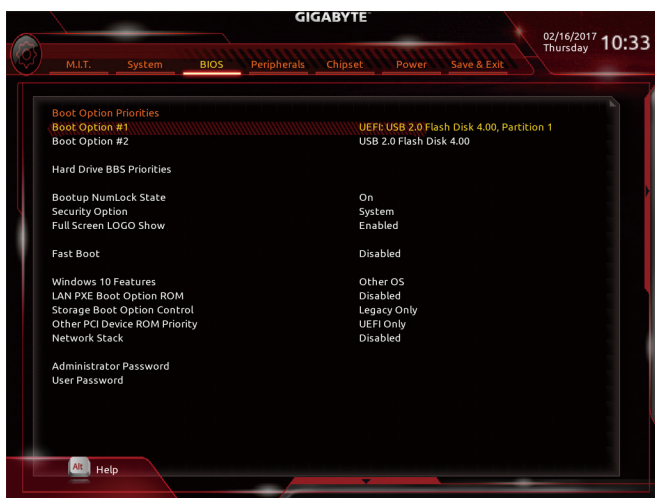 GIGABYTE™
02/16/2017 Thursday 10:33
M.I.T. System BIOS Peripherals Chipset Power Save & Exit
Boot Option Priorities
Boot Option #1 UEFI: USB 2.0 Flash Disk 4.00, Partition 1
Boot Option #2 USB 2.0 Flash Disk 4.00
Hard Drive BBS Priorities
Bootup NumLock State On
Security Option System
Full Screen LOGO Show Enabled
Fast Boot Disabled
Windows 10 Features Other OS
LAN PXE Boot Option ROM Disabled
Storage Boot Option Control Legacy Only
Other PCI Device ROM Priority UEFI Only
Network Stack Disabled
Administrator Password
User Password
Alt Help